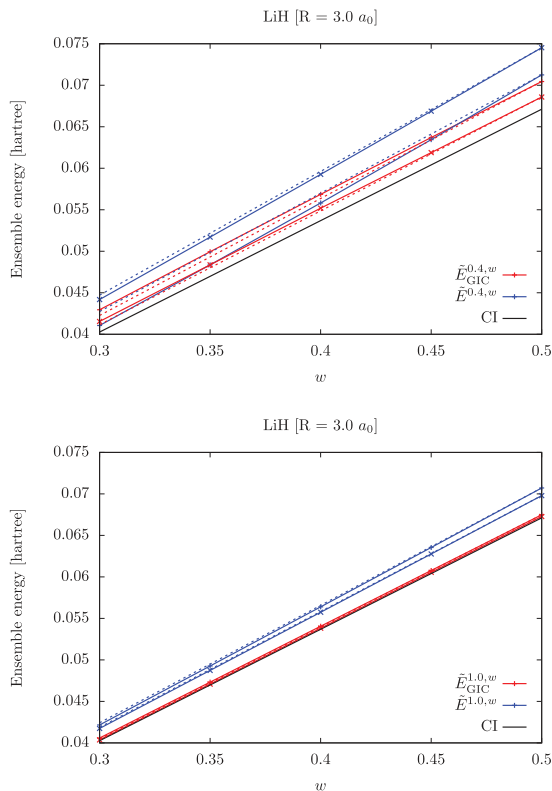 LiH [R = 3.0 a₀]
0.075
0.07
0.065
0.06
0.055
0.05
0.045
0.04
Ensemble energy [hartree]
Ẽ_GIC^0.4,w
Ẽ^0.4,w
CI
0.3 0.35 0.4 0.45 0.5
w
LiH [R = 3.0 a₀]
0.075
0.07
0.065
0.06
0.055
0.05
0.045
0.04
Ensemble energy [hartree]
Ẽ_GIC^1.0,w
Ẽ^1.0,w
CI
0.3 0.35 0.4 0.45 0.5
w